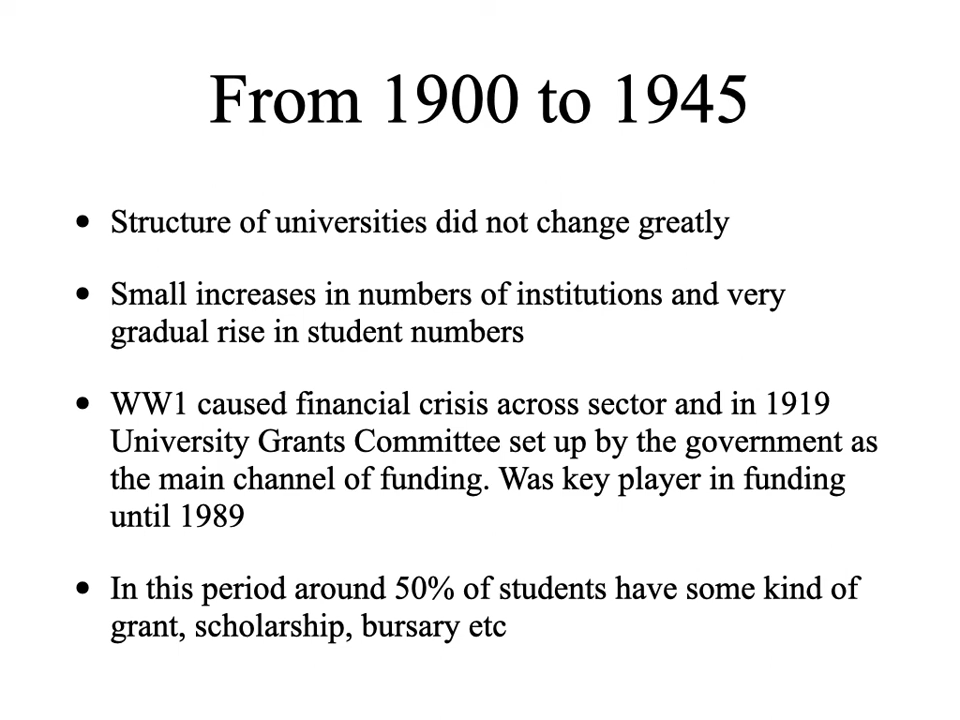 From 1900 to 1945
• Structure of universities did not change greatly
• Small increases in numbers of institutions and very
gradual rise in student numbers
• WW1 caused financial crisis across sector and in 1919
University Grants Committee set up by the government as
the main channel of funding. Was key player in funding
until 1989
• In this period around 50% of students have some kind of
grant, scholarship, bursary etc